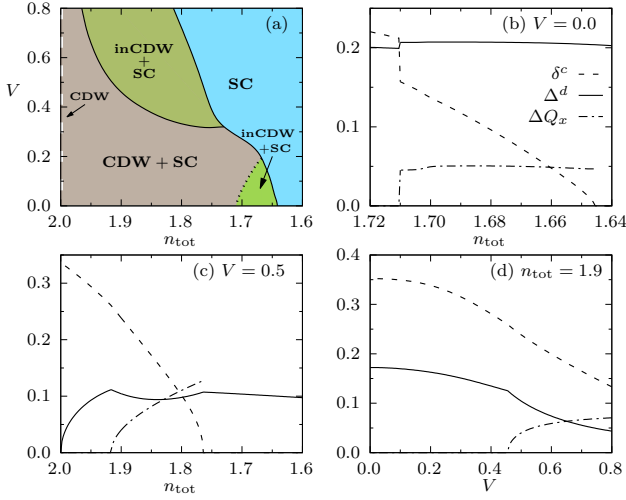 0.8
0.6
0.4
0.2
0.0
V
2.0
1.9
1.8
1.7
1.6
n_tot
(a)
inCDW
+
SC
SC
CDW
inCDW
+SC
CDW + SC
(b) V = 0.0
0.2
0.1
0.0
δ^c
Δ^d
ΔQ_x
1.72
1.70
1.68
1.66
1.64
n_tot
(c) V = 0.5
0.3
0.2
0.1
0.0
2.0
1.9
1.8
1.7
1.6
n_tot
(d) n_tot = 1.9
0.4
0.3
0.2
0.1
0.0
0.0
0.2
0.4
0.6
0.8
V